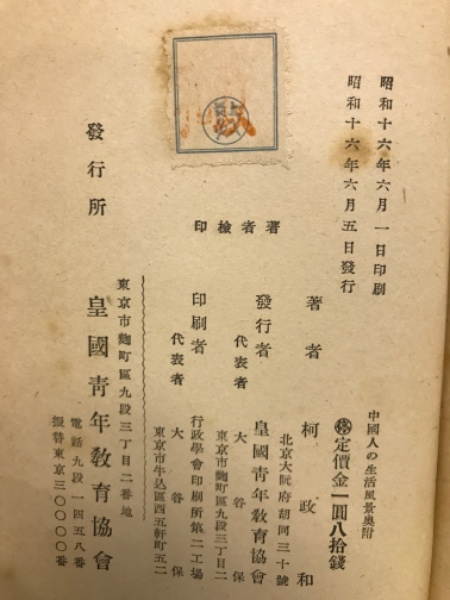 昭和十六年六月一日印刷
昭和十六年六月五日發行
著者檢印
中國人の生活風景奧附
定價金一圓八拾錢
著者 柯政和
北京大阮府胡同三十號
發行者 皇國靑年敎育協會
代表者 大谷保
東京市麴町區九段三丁目二
印刷者 行政學會印刷所第二工場
代表者 大谷保
東京市牛込區西五軒町五二
發行所
東京市麴町區九段三丁目二番地
皇國靑年敎育協會
電話九段一四五八番
振替東京三〇〇〇〇番